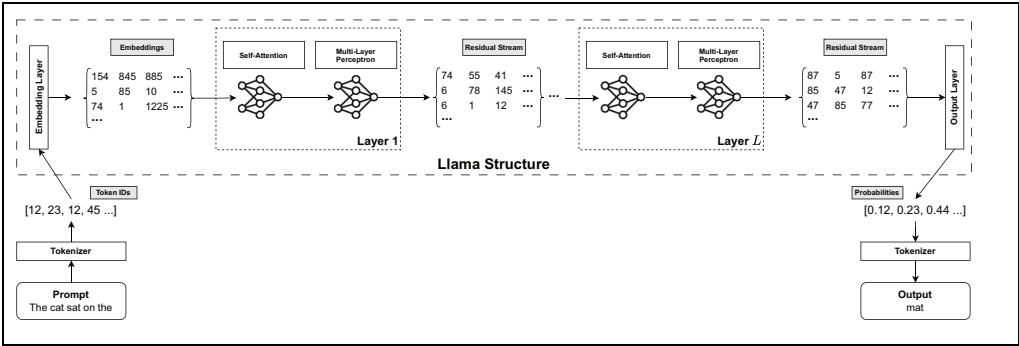 Embedding Layer
Embeddings
154 845 885 ...
5 85 10 ...
74 1 1225 ...
...
Self-Attention
Multi-Layer
Perceptron
Layer 1
Residual Stream
74 55 41 ...
6 78 145 ...
6 1 12 ...
...
...
Self-Attention
Multi-Layer
Perceptron
Layer L
Residual Stream
87 5 87 ...
85 47 12 ...
47 85 77 ...
...
Output Layer
Llama Structure
Token IDs
[12, 23, 12, 45 ...]
Tokenizer
Prompt
The cat sat on the
Probabilities
[0.12, 0.23, 0.44 ...]
Tokenizer
Output
mat